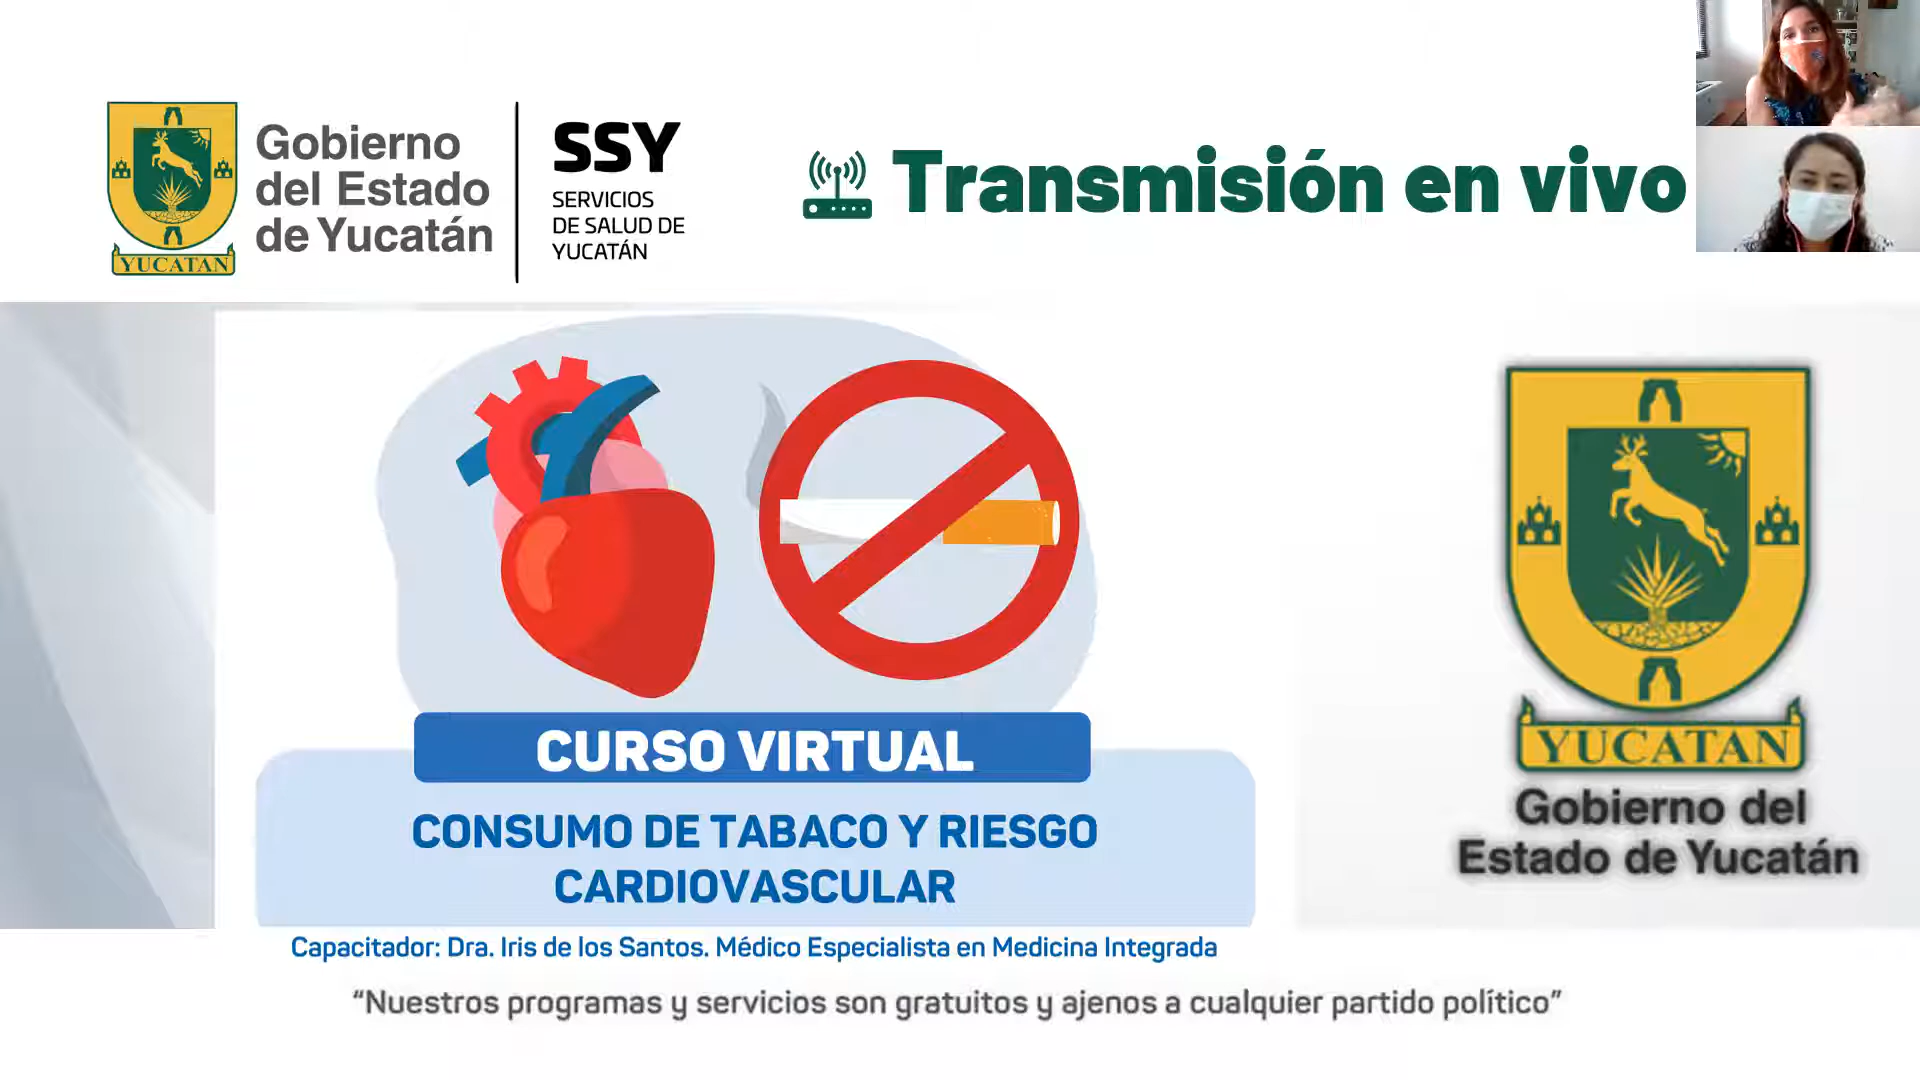 Gobierno
del Estado
de Yucatán
SSY
SERVICIOS
DE SALUD DE
YUCATÁN
YUCATAN
Transmisión en vivo
CURSO VIRTUAL
CONSUMO DE TABACO Y RIESGO
CARDIOVASCULAR
Capacitador: Dra. Iris de los Santos. Médico Especialista en Medicina Integrada
YUCATAN
Gobierno del
Estado de Yucatán
“Nuestros programas y servicios son gratuitos y ajenos a cualquier partido político”